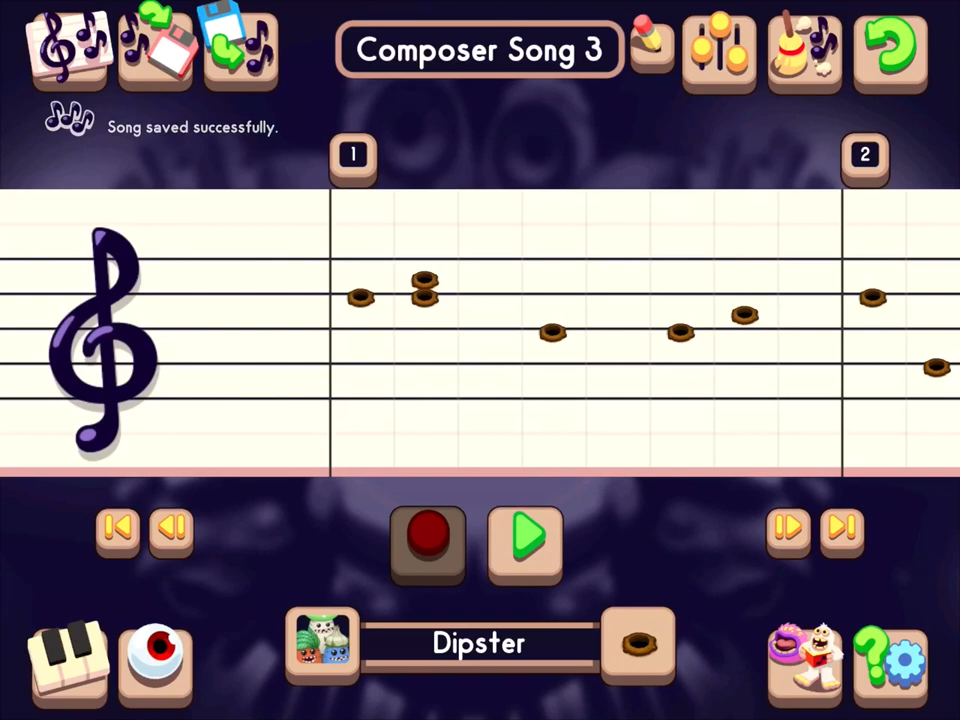 Composer Song 3
Song saved successfully.
1
2
Dipster
?